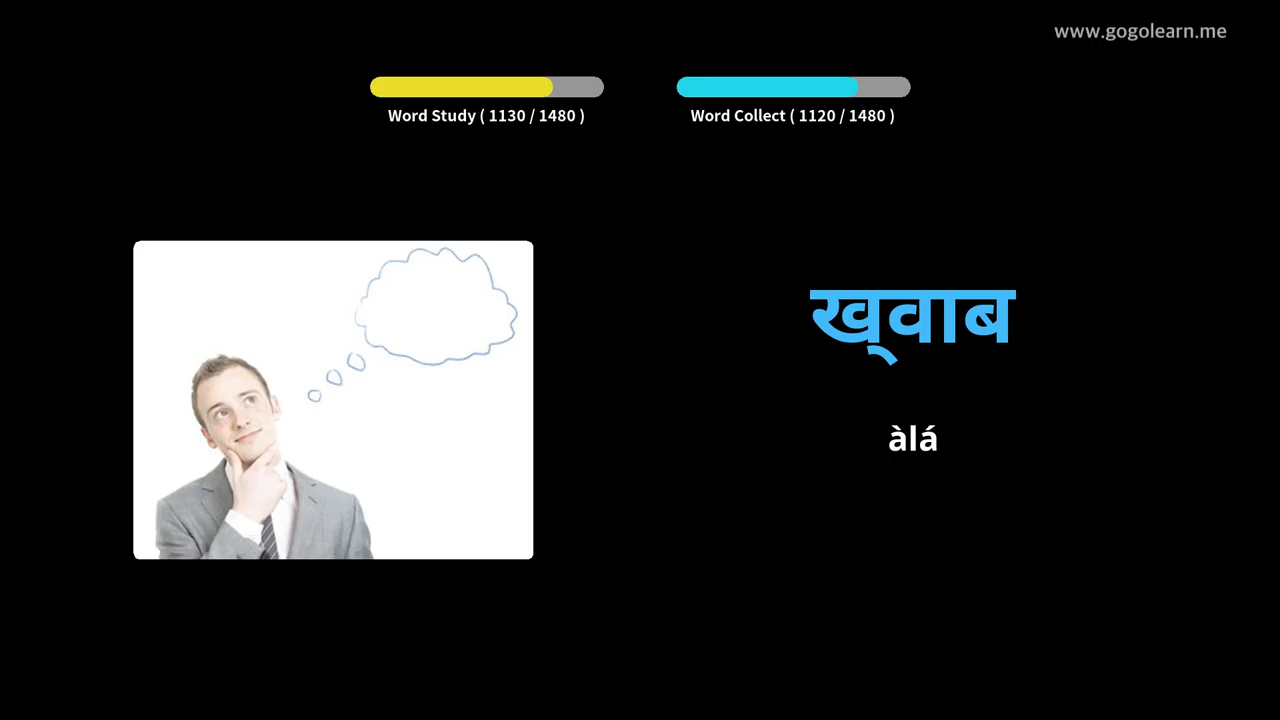 www.gogolearn.me
Word Study ( 1130 / 1480 )
Word Collect ( 1120 / 1480 )
ख्वाब
àlá